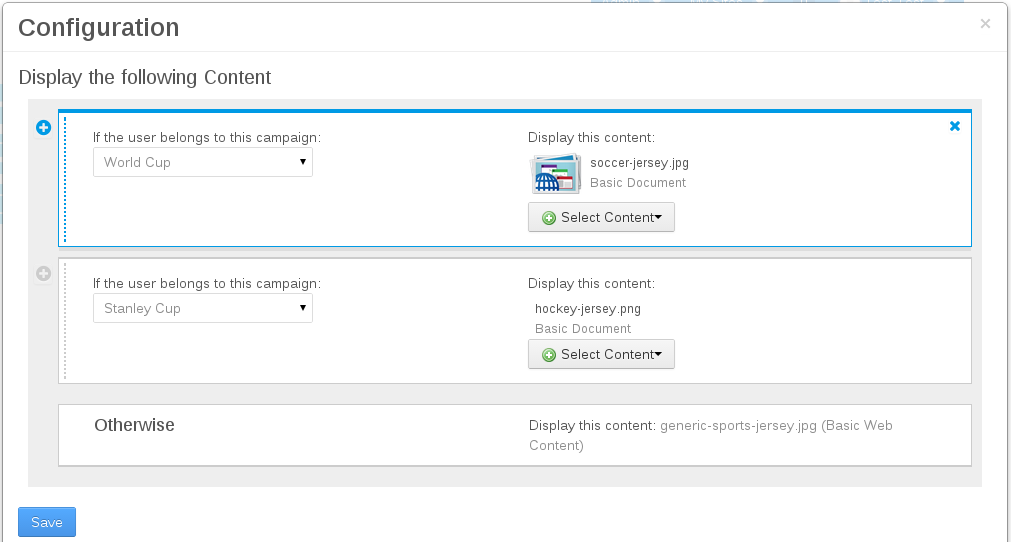 Configuration
×
Display the following Content
If the user belongs to this campaign:
World Cup
Display this content:
soccer-jersey.jpg
Basic Document
Select Content
If the user belongs to this campaign:
Stanley Cup
Display this content:
hockey-jersey.png
Basic Document
Select Content
Otherwise
Display this content: generic-sports-jersey.jpg (Basic Web
Content)
Save